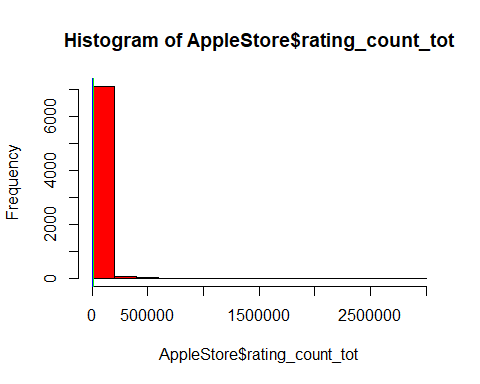 Histogram of AppleStore$rating_count_tot
Frequency
6000
4000
2000
0
0 500000 1500000 2500000
AppleStore$rating_count_tot